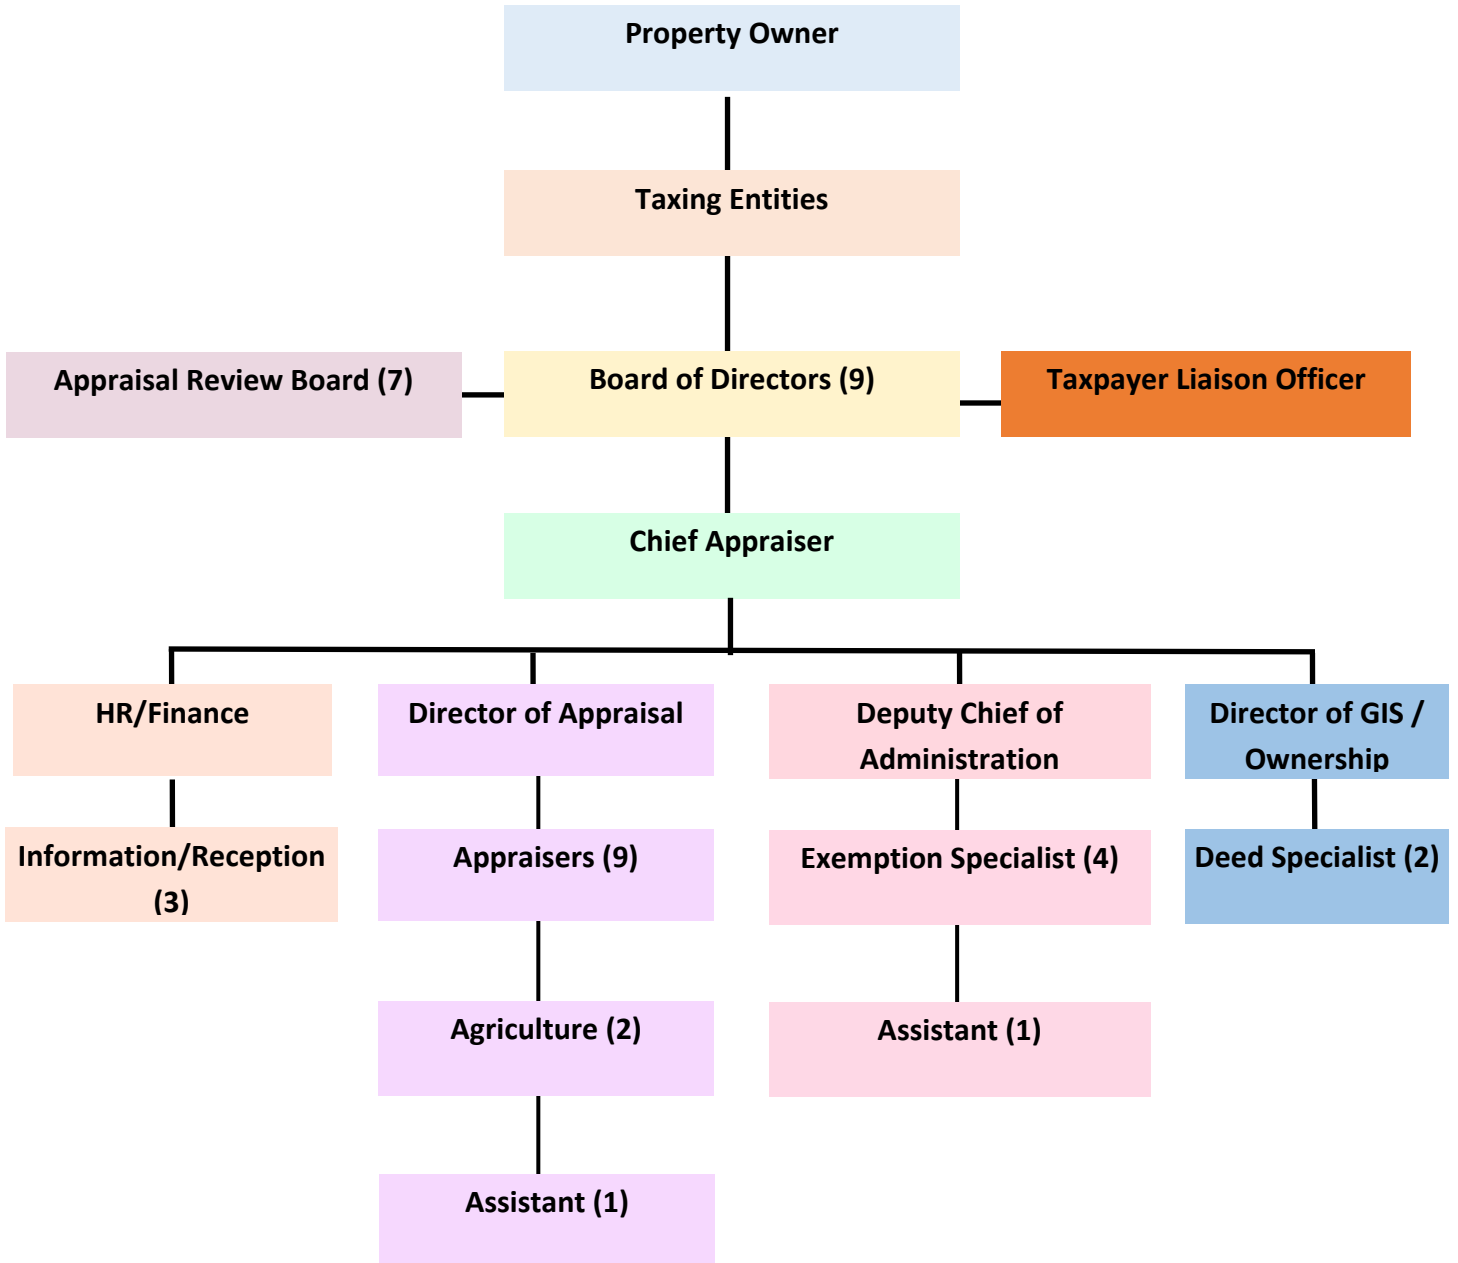 Property Owner
Taxing Entities
Appraisal Review Board (7)
Board of Directors (9)
Taxpayer Liaison Officer
Chief Appraiser
HR/Finance
Director of Appraisal
Deputy Chief of
Administration
Director of GIS /
Ownership
Information/Reception
(3)
Appraisers (9)
Exemption Specialist (4)
Deed Specialist (2)
Agriculture (2)
Assistant (1)
Assistant (1)